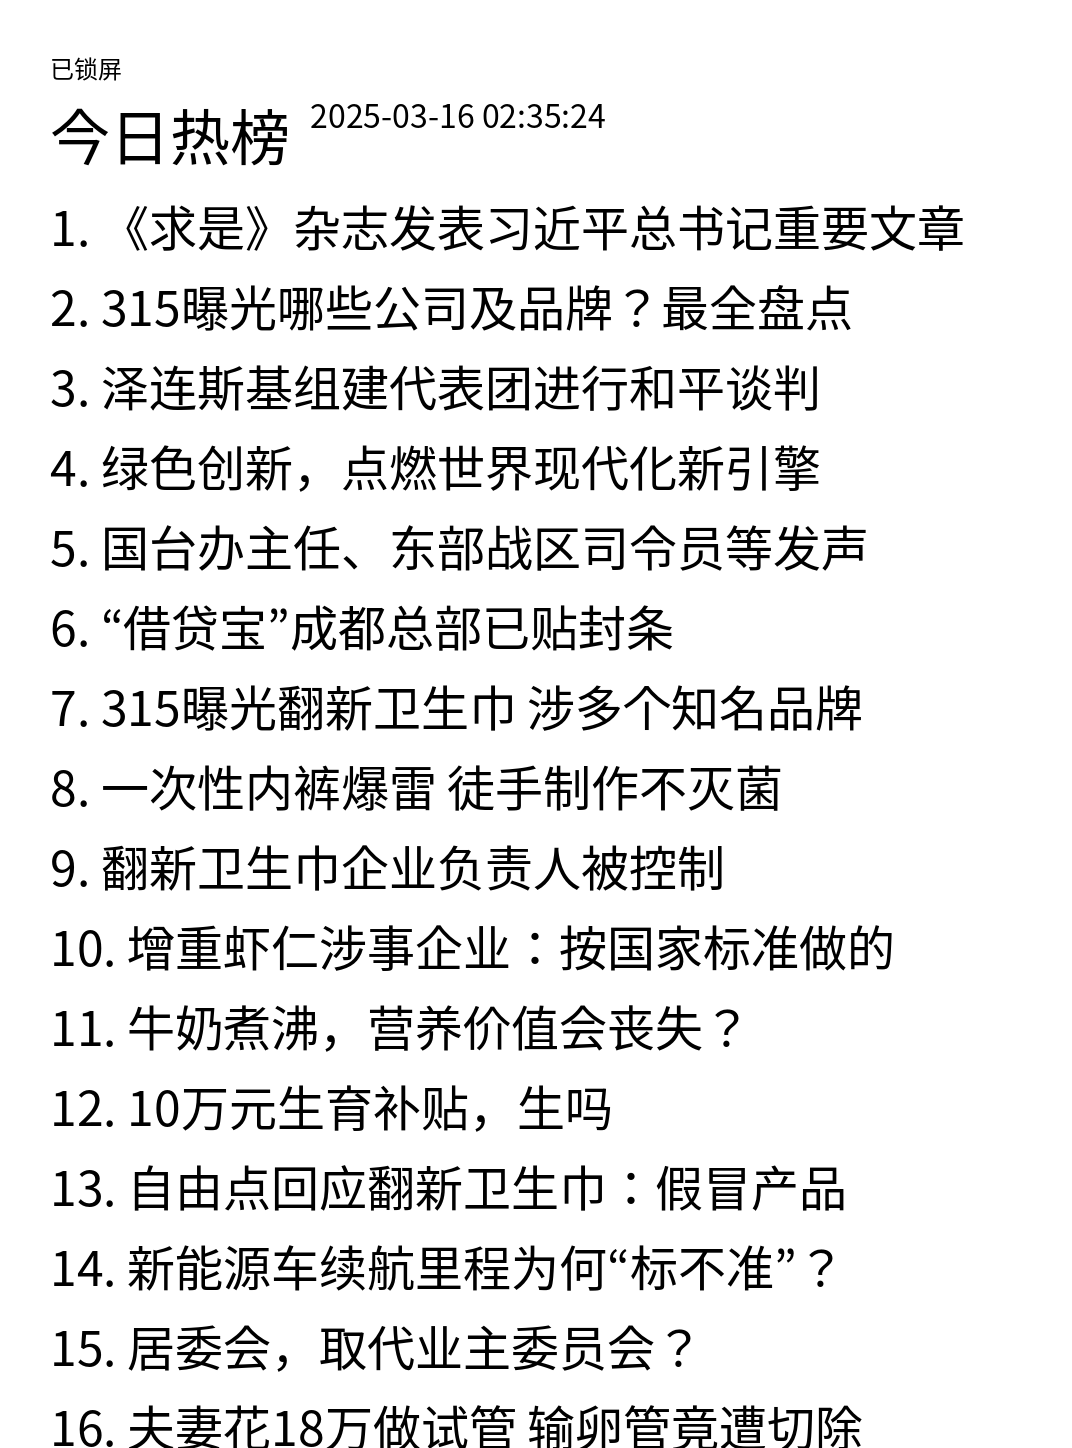 已锁屏
今日热榜 2025-03-16 02:35:24
1. 《求是》杂志发表习近平总书记重要文章
2. 315曝光哪些公司及品牌？最全盘点
3. 泽连斯基组建代表团进行和平谈判
4. 绿色创新，点燃世界现代化新引擎
5. 国台办主任、东部战区司令员等发声
6. “借贷宝”成都总部已贴封条
7. 315曝光翻新卫生巾 涉多个知名品牌
8. 一次性内裤爆雷 徒手制作不灭菌
9. 翻新卫生巾企业负责人被控制
10. 增重虾仁涉事企业：按国家标准做的
11. 牛奶煮沸，营养价值会丧失？
12. 10万元生育补贴，生吗
13. 自由点回应翻新卫生巾：假冒产品
14. 新能源车续航里程为何“标不准”？
15. 居委会，取代业主委员会？
16. 夫妻花18万做试管 输卵管竟遭切除